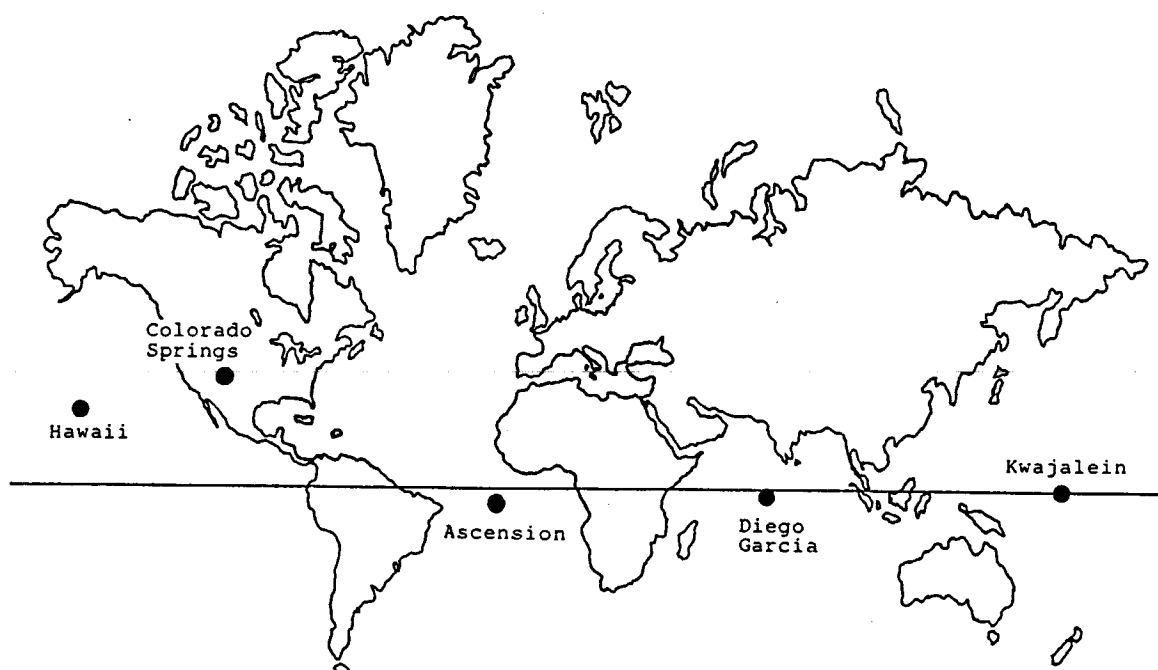 Colorado
Springs
Hawaii
Ascension
Diego
Garcia
Kwajalein